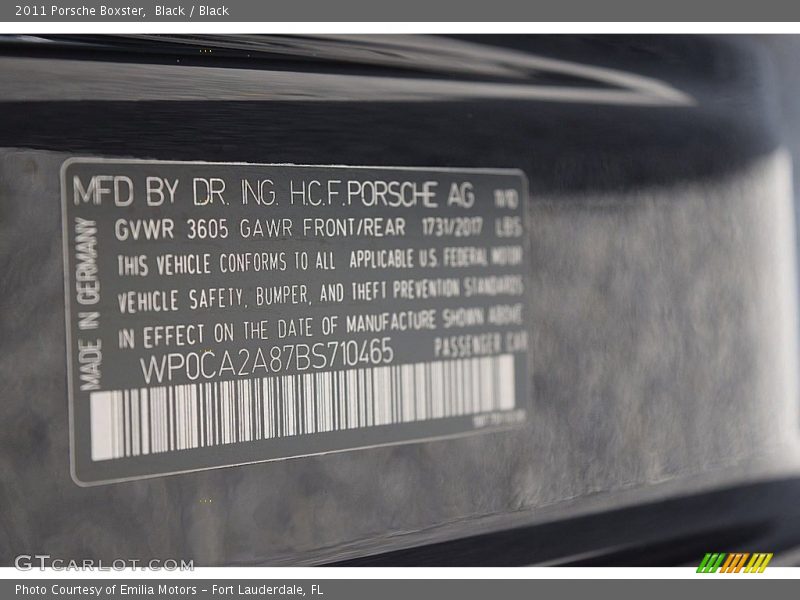 2011 Porsche Boxster, Black / Black
MFD BY DR. ING. H.C.F. PORSCHE AG 11/10
GVWR 3605 GAWR FRONT/REAR 1731/2017 LBS
THIS VEHICLE CONFORMS TO ALL APPLICABLE U.S. FEDERAL MOTOR
VEHICLE SAFETY, BUMPER, AND THEFT PREVENTION STANDARDS
IN EFFECT ON THE DATE OF MANUFACTURE SHOWN ABOVE
WP0CA2A87BS710465 PASSENGER CAR
MADE IN GERMANY
GTCARLOT.COM
Photo Courtesy of Emilia Motors – Fort Lauderdale, FL